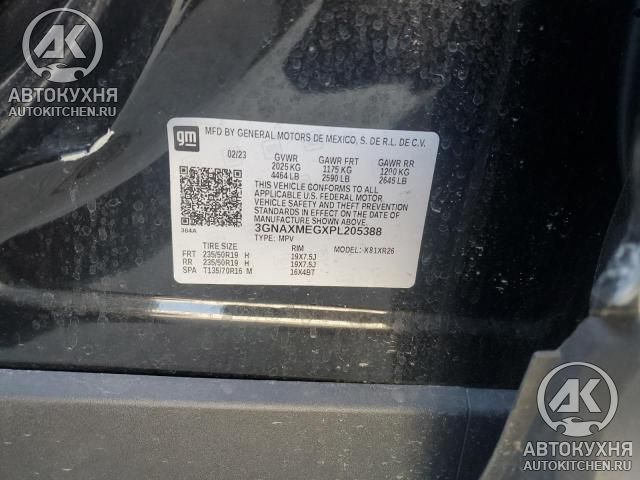 АВТОКУХНЯ
AUTOKITCHEN.RU
gm
MFD BY GENERAL MOTORS DE MEXICO, S. DE R.L. DE C.V.
02/23 GVWR GAWR FRT GAWR RR
2025 KG 1175 KG 1200 KG
4464 LB 2590 LB 2645 LB
THIS VEHICLE CONFORMS TO ALL
APPLICABLE U.S. FEDERAL MOTOR
VEHICLE SAFETY AND THEFT PREVENTION
STANDARDS IN EFFECT ON THE DATE OF
MANUFACTURE SHOWN ABOVE.
364A 3GNAXMEGXPL205388
TYPE: MPV MODEL: X81XR26
TIRE SIZE RIM
FRT 235/50R19 H 19X7.5J
RR 235/50R19 H 19X7.5J
SPA T135/70R16 M 16X4BT
AK
АВТОКУХНЯ
AUTOKITCHEN.RU